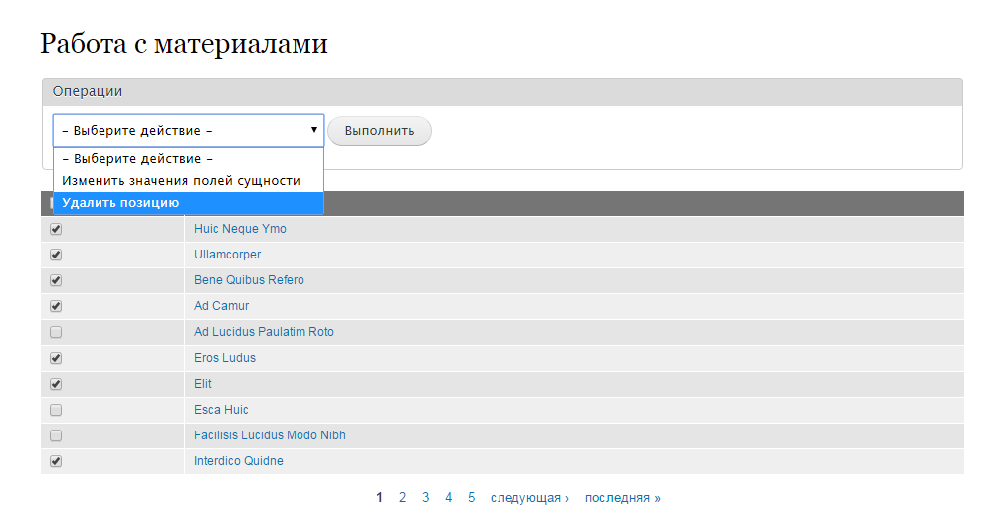 Работа с материалами
Операции
- Выберите действие -
Выполнить
- Выберите действие -
Изменить значения полей сущности
Удалить позицию
Huic Neque Ymo
Ullamcorper
Bene Quibus Refero
Ad Camur
Ad Lucidus Paulatim Roto
Eros Ludus
Elit
Esca Huic
Facilisis Lucidus Modo Nibh
Interdico Quidne
1 2 3 4 5 следующая › последняя »